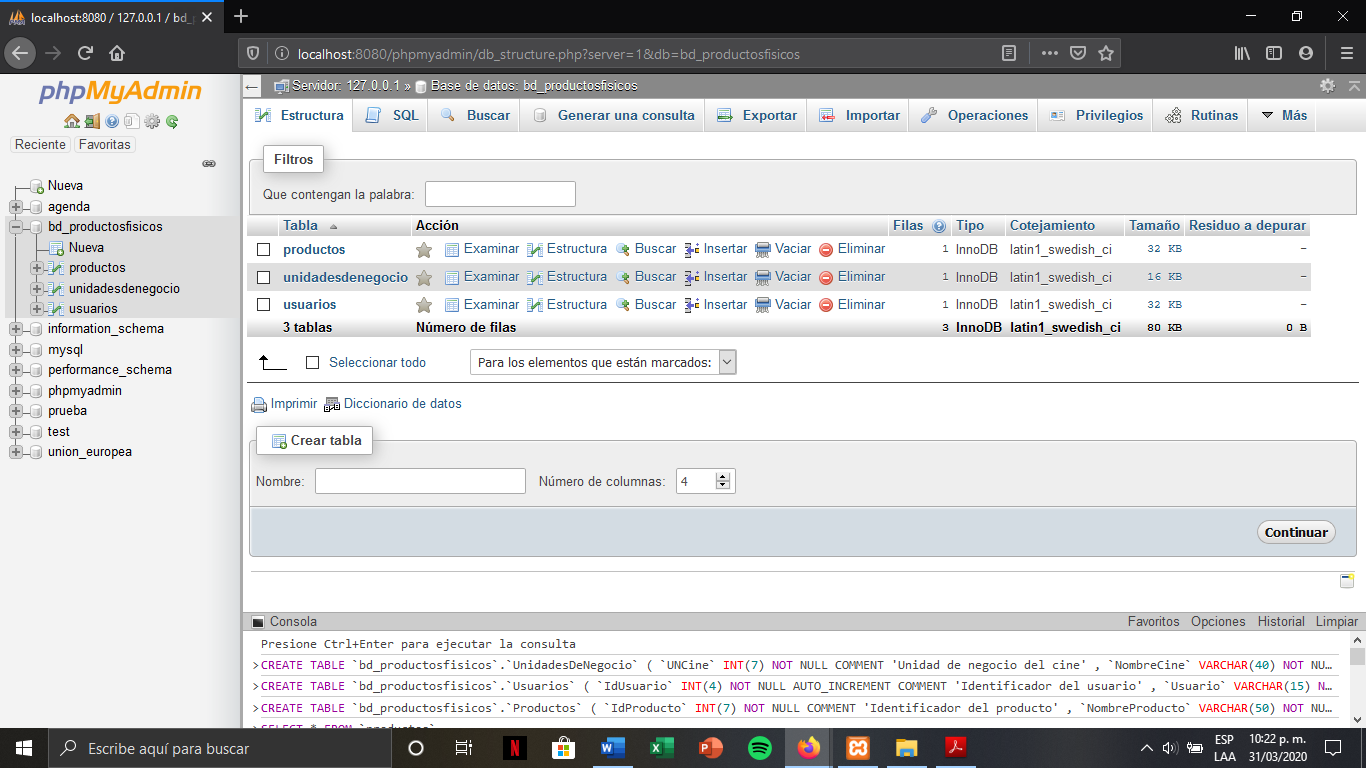 localhost:8080 / 127.0.0.1 / bd_
localhost:8080/phpmyadmin/db_structure.php?server=1&db=bd_productosfisicos
phpMyAdmin
Reciente Favoritas
Nueva
agenda
bd_productosfisicos
Nueva
productos
unidadesdenegocio
usuarios
information_schema
mysql
performance_schema
phpmyadmin
prueba
test
union_europea
Servidor: 127.0.0.1 » Base de datos: bd_productosfisicos
Estructura SQL Buscar Generar una consulta Exportar Importar Operaciones Privilegios Rutinas Más
Filtros
Que contengan la palabra:
Tabla Acción Filas Tipo Cotejamiento Tamaño Residuo a depurar
productos Examinar Estructura Buscar Insertar Vaciar Eliminar 1 InnoDB latin1_swedish_ci 32 KB –
unidadesdenegocio Examinar Estructura Buscar Insertar Vaciar Eliminar 1 InnoDB latin1_swedish_ci 16 KB –
usuarios Examinar Estructura Buscar Insertar Vaciar Eliminar 1 InnoDB latin1_swedish_ci 32 KB –
3 tablas Número de filas 3 InnoDB latin1_swedish_ci 80 KB 0 B
Seleccionar todo Para los elementos que están marcados:
Imprimir Diccionario de datos
Crear tabla
Nombre: Número de columnas: 4
Continuar
Consola Favoritos Opciones Historial Limpiar
Presione Ctrl+Enter para ejecutar la consulta
>CREATE TABLE `bd_productosfisicos`.`UnidadesDeNegocio` ( `UNCine` INT(7) NOT NULL COMMENT 'Unidad de negocio del cine' , `NombreCine` VARCHAR(40) NOT NU…
>CREATE TABLE `bd_productosfisicos`.`Usuarios` ( `IdUsuario` INT(4) NOT NULL AUTO_INCREMENT COMMENT 'Identificador del usuario' , `Usuario` VARCHAR(15) N…
>CREATE TABLE `bd_productosfisicos`.`Productos` ( `IdProducto` INT(7) NOT NULL COMMENT 'Identificador del producto' , `NombreProducto` VARCHAR(50) NOT NU…
>SELECT * FROM `productos`
Escribe aquí para buscar
ESP
LAA
10:22 p. m.
31/03/2020